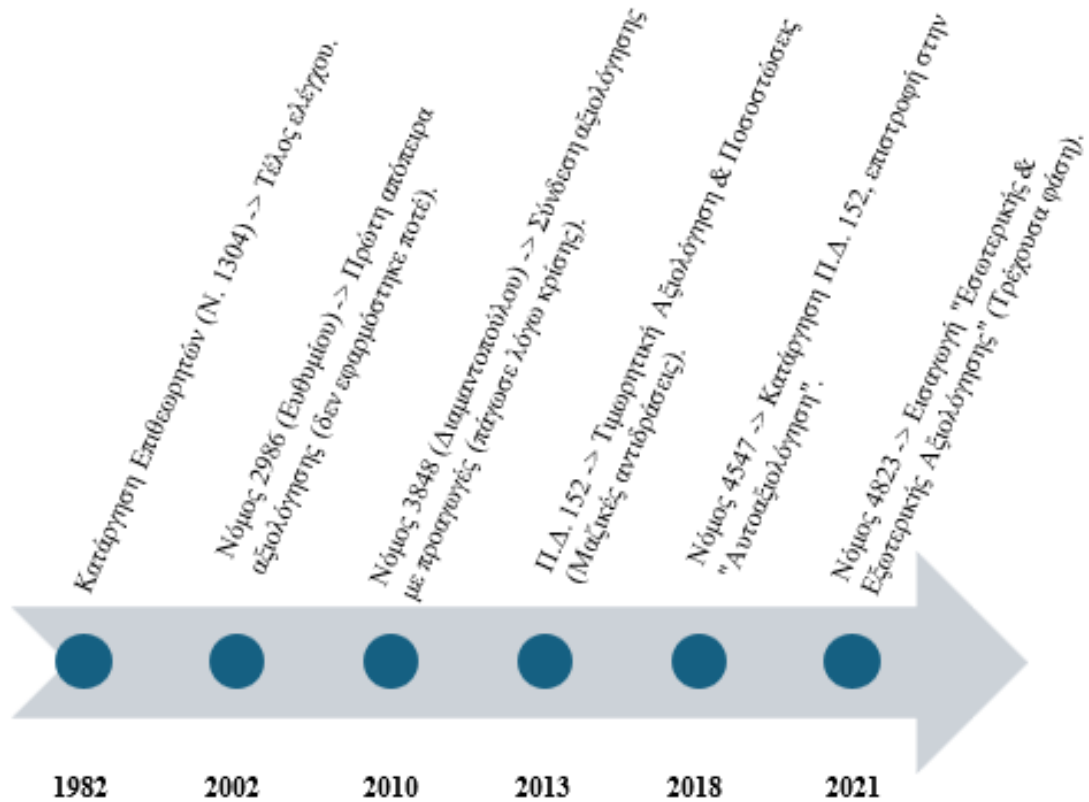 Κατάργηση Επιθεωρητών (Ν. 1304) -> Τέλος ελέγχου.
Νόμος 2986 (Ευθυμίου) -> Πρώτη απόπειρα
αξιολόγησης (δεν εφαρμόστηκε ποτέ).
Νόμος 3848 (Διαμαντοπούλου) -> Σύνδεση αξιολόγησης
με προαγωγές (πάγωσε λόγω κρίσης).
Π.Δ. 152 -> Τιμωρητική Αξιολόγηση & Ποσοστώσεις
(Μαζικές αντιδράσεις).
Νόμος 4547 -> Κατάργηση Π.Δ. 152, επιστροφή στην
"Αυτοαξιολόγηση".
Νόμος 4823 -> Εισαγωγή "Εσωτερικής &
Εξωτερικής Αξιολόγησης" (Τρέχουσα φάση).
1982
2002
2010
2013
2018
2021